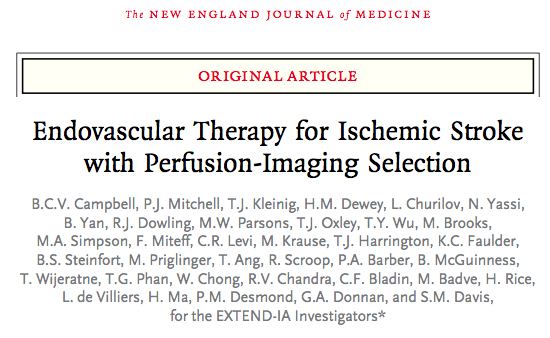 The NEW ENGLAND JOURNAL of MEDICINE
ORIGINAL ARTICLE
Endovascular Therapy for Ischemic Stroke
with Perfusion-Imaging Selection
B.C.V. Campbell, P.J. Mitchell, T.J. Kleinig, H.M. Dewey, L. Churilov, N. Yassi,
B. Yan, R.J. Dowling, M.W. Parsons, T.J. Oxley, T.Y. Wu, M. Brooks,
M.A. Simpson, F. Miteff, C.R. Levi, M. Krause, T.J. Harrington, K.C. Faulder,
B.S. Steinfort, M. Priglinger, T. Ang, R. Scroop, P.A. Barber, B. McGuinness,
T. Wijeratne, T.G. Phan, W. Chong, R.V. Chandra, C.F. Bladin, M. Badve, H. Rice,
L. de Villiers, H. Ma, P.M. Desmond, G.A. Donnan, and S.M. Davis,
for the EXTEND-IA Investigators*